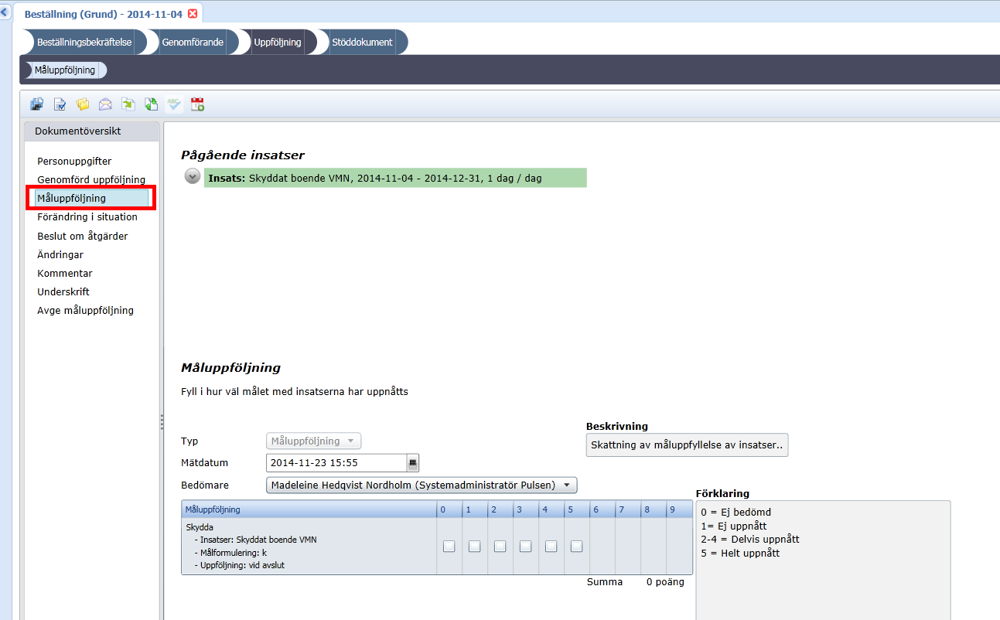 Beställning (Grund) - 2014-11-04
Beställningsbekräftelse
Genomförande
Uppföljning
Stöddokument
Måluppföljning
Dokumentöversikt
Personuppgifter
Genomförd uppföljning
Måluppföljning
Förändring i situation
Beslut om åtgärder
Ändringar
Kommentar
Underskrift
Avge måluppföljning
Pågående insatser
Insats: Skyddat boende VMN, 2014-11-04 - 2014-12-31, 1 dag / dag
Måluppföljning
Fyll i hur väl målet med insatserna har uppnåtts
Typ Måluppföljning
Mätdatum 2014-11-23 15:55
Bedömare Madeleine Hedqvist Nordholm (Systemadministratör Pulsen)
Beskrivning
Skattning av måluppfyllelse av insatser..
Måluppföljning 0 1 2 3 4 5 6 7 8 9
Skydda
- Insatser: Skyddat boende VMN
- Målformulering: k
- Uppföljning: vid avslut
Summa 0 poäng
Förklaring
0 = Ej bedömd
1= Ej uppnått
2-4 = Delvis uppnått
5 = Helt uppnått